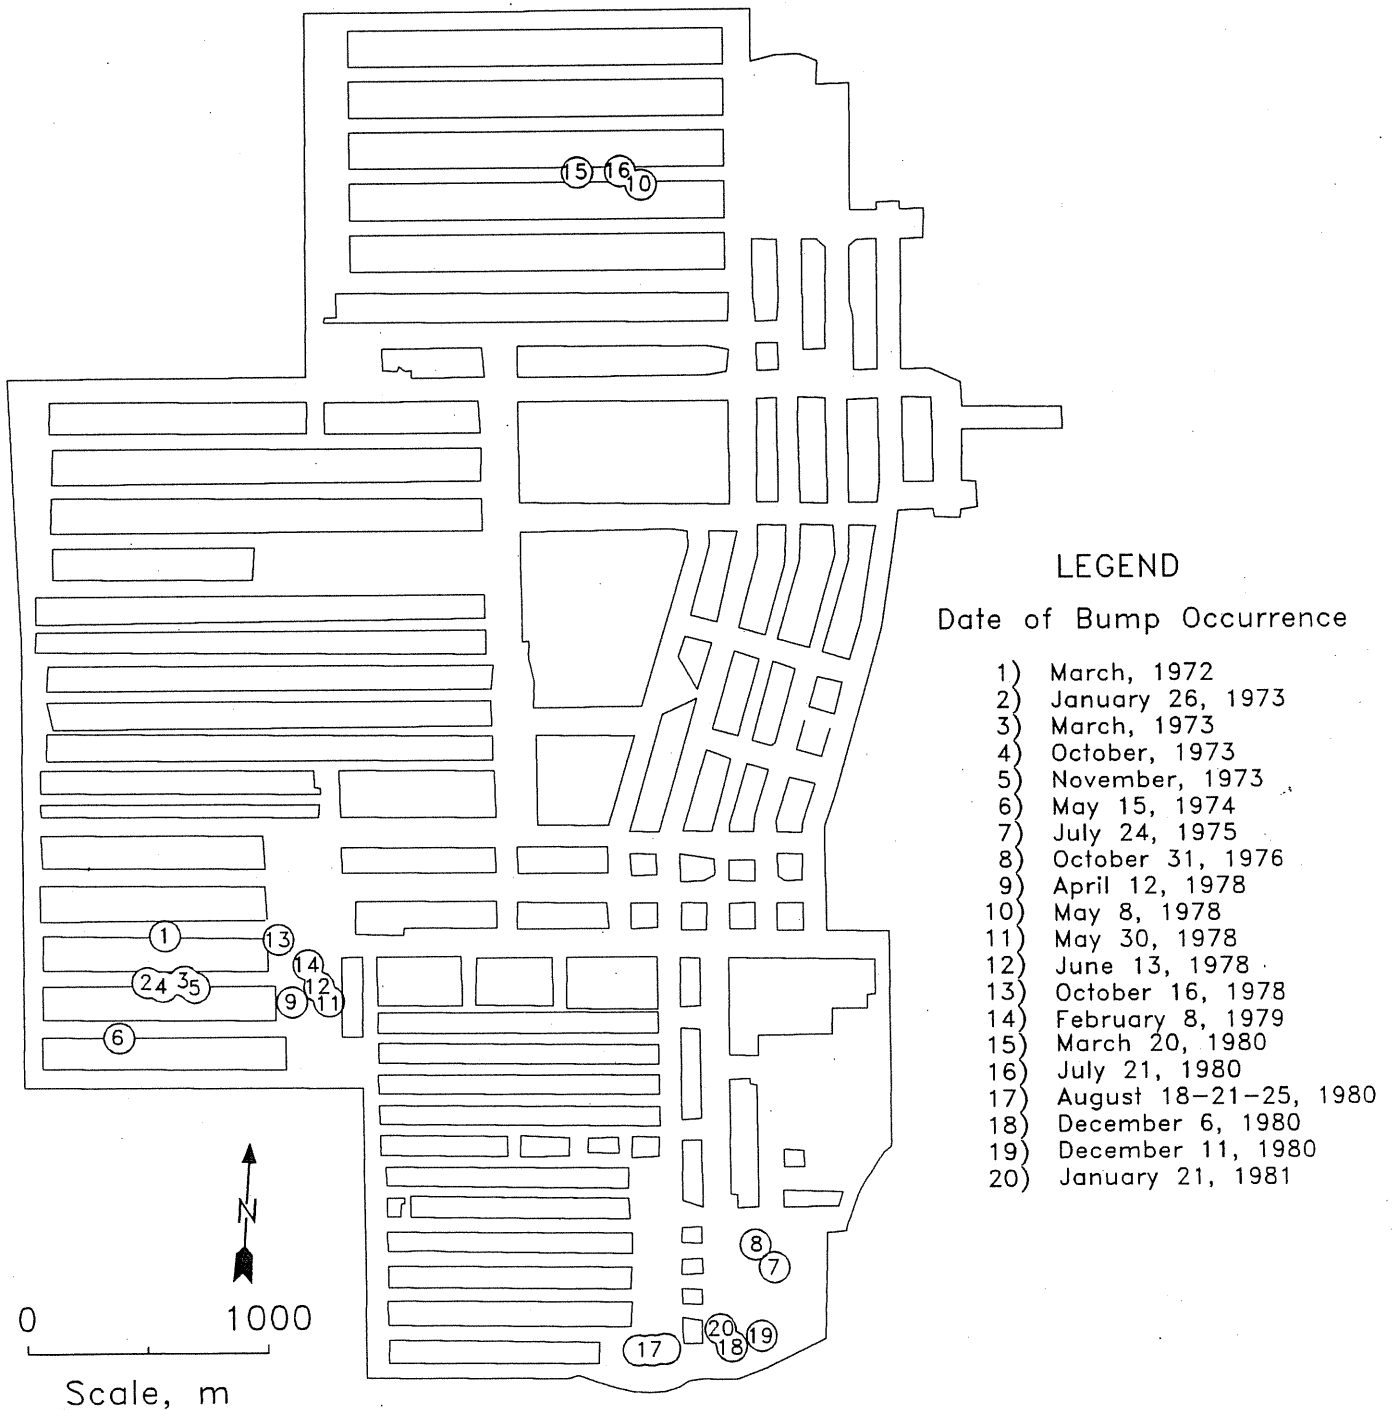 15 16 10
LEGEND
Date of Bump Occurrence
1) March, 1972
2) January 26, 1973
3) March, 1973
4) October, 1973
5) November, 1973
6) May 15, 1974
7) July 24, 1975
8) October 31, 1976
9) April 12, 1978
10) May 8, 1978
11) May 30, 1978
12) June 13, 1978
13) October 16, 1978
14) February 8, 1979
15) March 20, 1980
16) July 21, 1980
17) August 18-21-25, 1980
18) December 6, 1980
19) December 11, 1980
20) January 21, 1981
1 13
14
2 4 3 5 12
9 11
6
N
8
7
0 1000
20 19
17 18
Scale, m